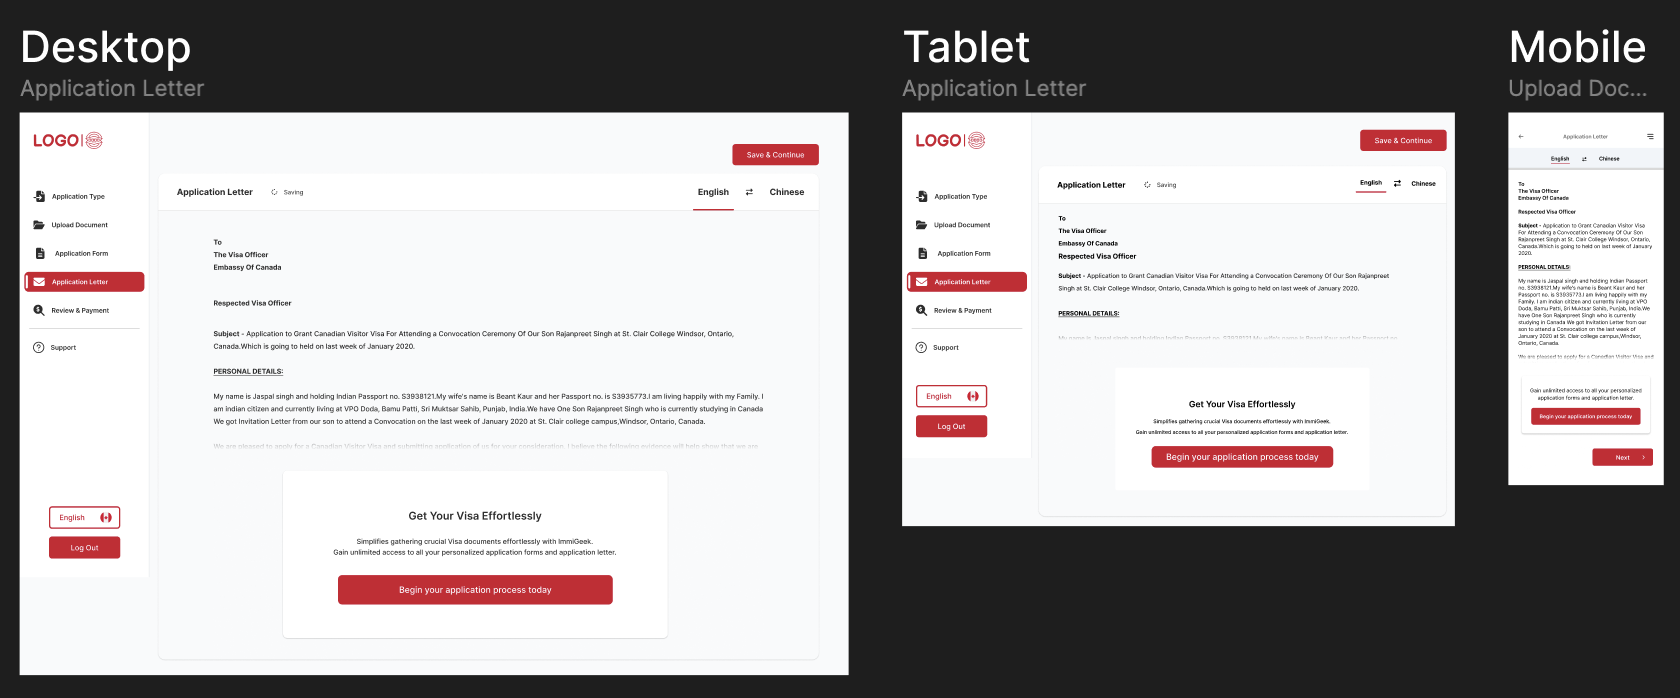 Desktop
Application Letter
LOGO
Save & Continue
Application Type
Upload Document
Application Form
Application Letter
Review & Payment
Support
English
Log Out
Application Letter
Saving
English
Chinese
To
The Visa Officer
Embassy Of Canada
Respected Visa Officer
Subject - Application to Grant Canadian Visitor Visa For Attending a Convocation Ceremony Of Our Son Rajanpreet Singh at St. Clair College Windsor, Ontario,
Canada.Which is going to held on last week of January 2020.
PERSONAL DETAILS:
My name is Jaspal singh and holding Indian Passport no. S3938121.My wife's name is Beant Kaur and her Passport no. is S3935773.I am living happily with my Family. I
am indian citizen and currently living at VPO Doda, Bamu Patti, Sri Muktsar Sahib, Punjab, India.We have One Son Rajanpreet Singh who is currently studying in Canada
We got Invitation Letter from our son to attend a Convocation on the last week of January 2020 at St. Clair college campus,Windsor, Ontario, Canada.
We are pleased to apply for a Canadian Visitor Visa and submitting application of us for your consideration. I believe the following evidence will help show that we are
Get Your Visa Effortlessly
Simplifies gathering crucial Visa documents effortlessly with ImmiGeek.
Gain unlimited access to all your personalized application forms and application letter.
Begin your application process today
Tablet
Application Letter
LOGO
Save & Continue
Application Type
Upload Document
Application Form
Application Letter
Review & Payment
Support
English
Log Out
Application Letter
Saving
English
Chinese
To
The Visa Officer
Embassy Of Canada
Respected Visa Officer
Subject - Application to Grant Canadian Visitor Visa For Attending a Convocation Ceremony Of Our Son Rajanpreet
Singh at St. Clair College Windsor, Ontario, Canada.Which is going to held on last week of January 2020.
PERSONAL DETAILS:
My name is Jaspal singh and holding Indian Passport no. S3938121.My wife's name is Beant Kaur and her Passport no.
Get Your Visa Effortlessly
Simplifies gathering crucial Visa documents effortlessly with ImmiGeek.
Gain unlimited access to all your personalized application forms and application letter.
Begin your application process today
Mobile
Upload Doc...
Application Letter
English
Chinese
To
The Visa Officer
Embassy Of Canada
Respected Visa Officer
Subject - Application to Grant Canadian Visitor Visa
For Attending a Convocation Ceremony Of Our Son
Rajanpreet Singh at St. Clair College Windsor, Ontario,
Canada.Which is going to held on last week of January
2020.
PERSONAL DETAILS:
My name is Jaspal singh and holding Indian Passport
no. S3938121.My wife's name is Beant Kaur and her
Passport no. is S3935773.I am living happily with my
Family. I am indian citizen and currently living at VPO
Doda, Bamu Patti, Sri Muktsar Sahib, Punjab, India.We
have One Son Rajanpreet Singh who is currently
studying in Canada We got Invitation Letter from our
son to attend a Convocation on the last week of
January 2020 at St. Clair college campus,Windsor,
Ontario, Canada.
We are pleased to apply for a Canadian Visitor Visa and
Gain unlimited access to all your personalized
application forms and application letter.
Begin your application process today
Next